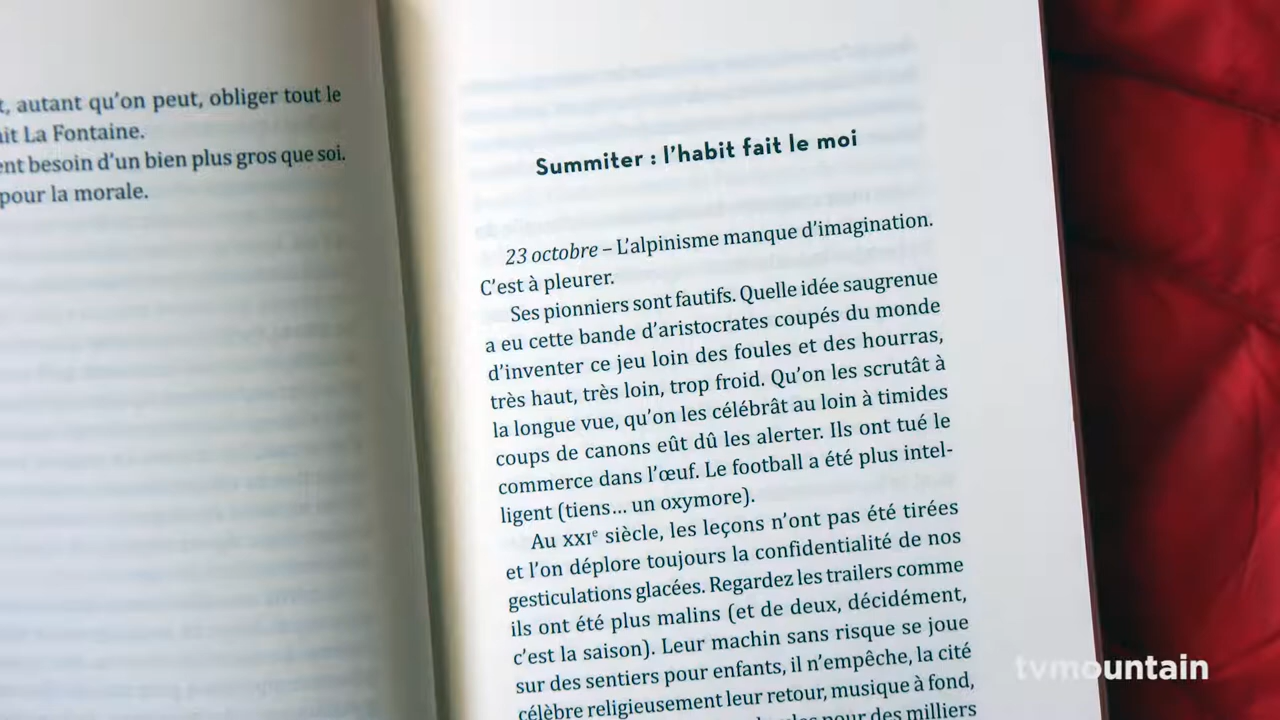 autant qu'on peut, obliger tout le
La Fontaine.
besoin d'un bien plus gros que soi.
pour la morale.
Summiter : l'habit fait le moi
23 octobre – L'alpinisme manque d'imagination.
C'est à pleurer.
Ses pionniers sont fautifs. Quelle idée saugrenue
a eu cette bande d'aristocrates coupés du monde
d'inventer ce jeu loin des foules et des hourras,
très haut, très loin, trop froid. Qu'on les scrutât à
la longue vue, qu'on les célébrât au loin à timides
coups de canons eût dû les alerter. Ils ont tué le
commerce dans l'œuf. Le football a été plus intel-
ligent (tiens… un oxymore).
Au XXIe siècle, les leçons n'ont pas été tirées
et l'on déplore toujours la confidentialité de nos
gesticulations glacées. Regardez les trailers comme
ils ont été plus malins (et de deux, décidément,
c'est la saison). Leur machin sans risque se joue
sur des sentiers pour enfants, il n'empêche, la cité
célèbre religieusement leur retour, musique à fond,
pour des milliers
tvmountain